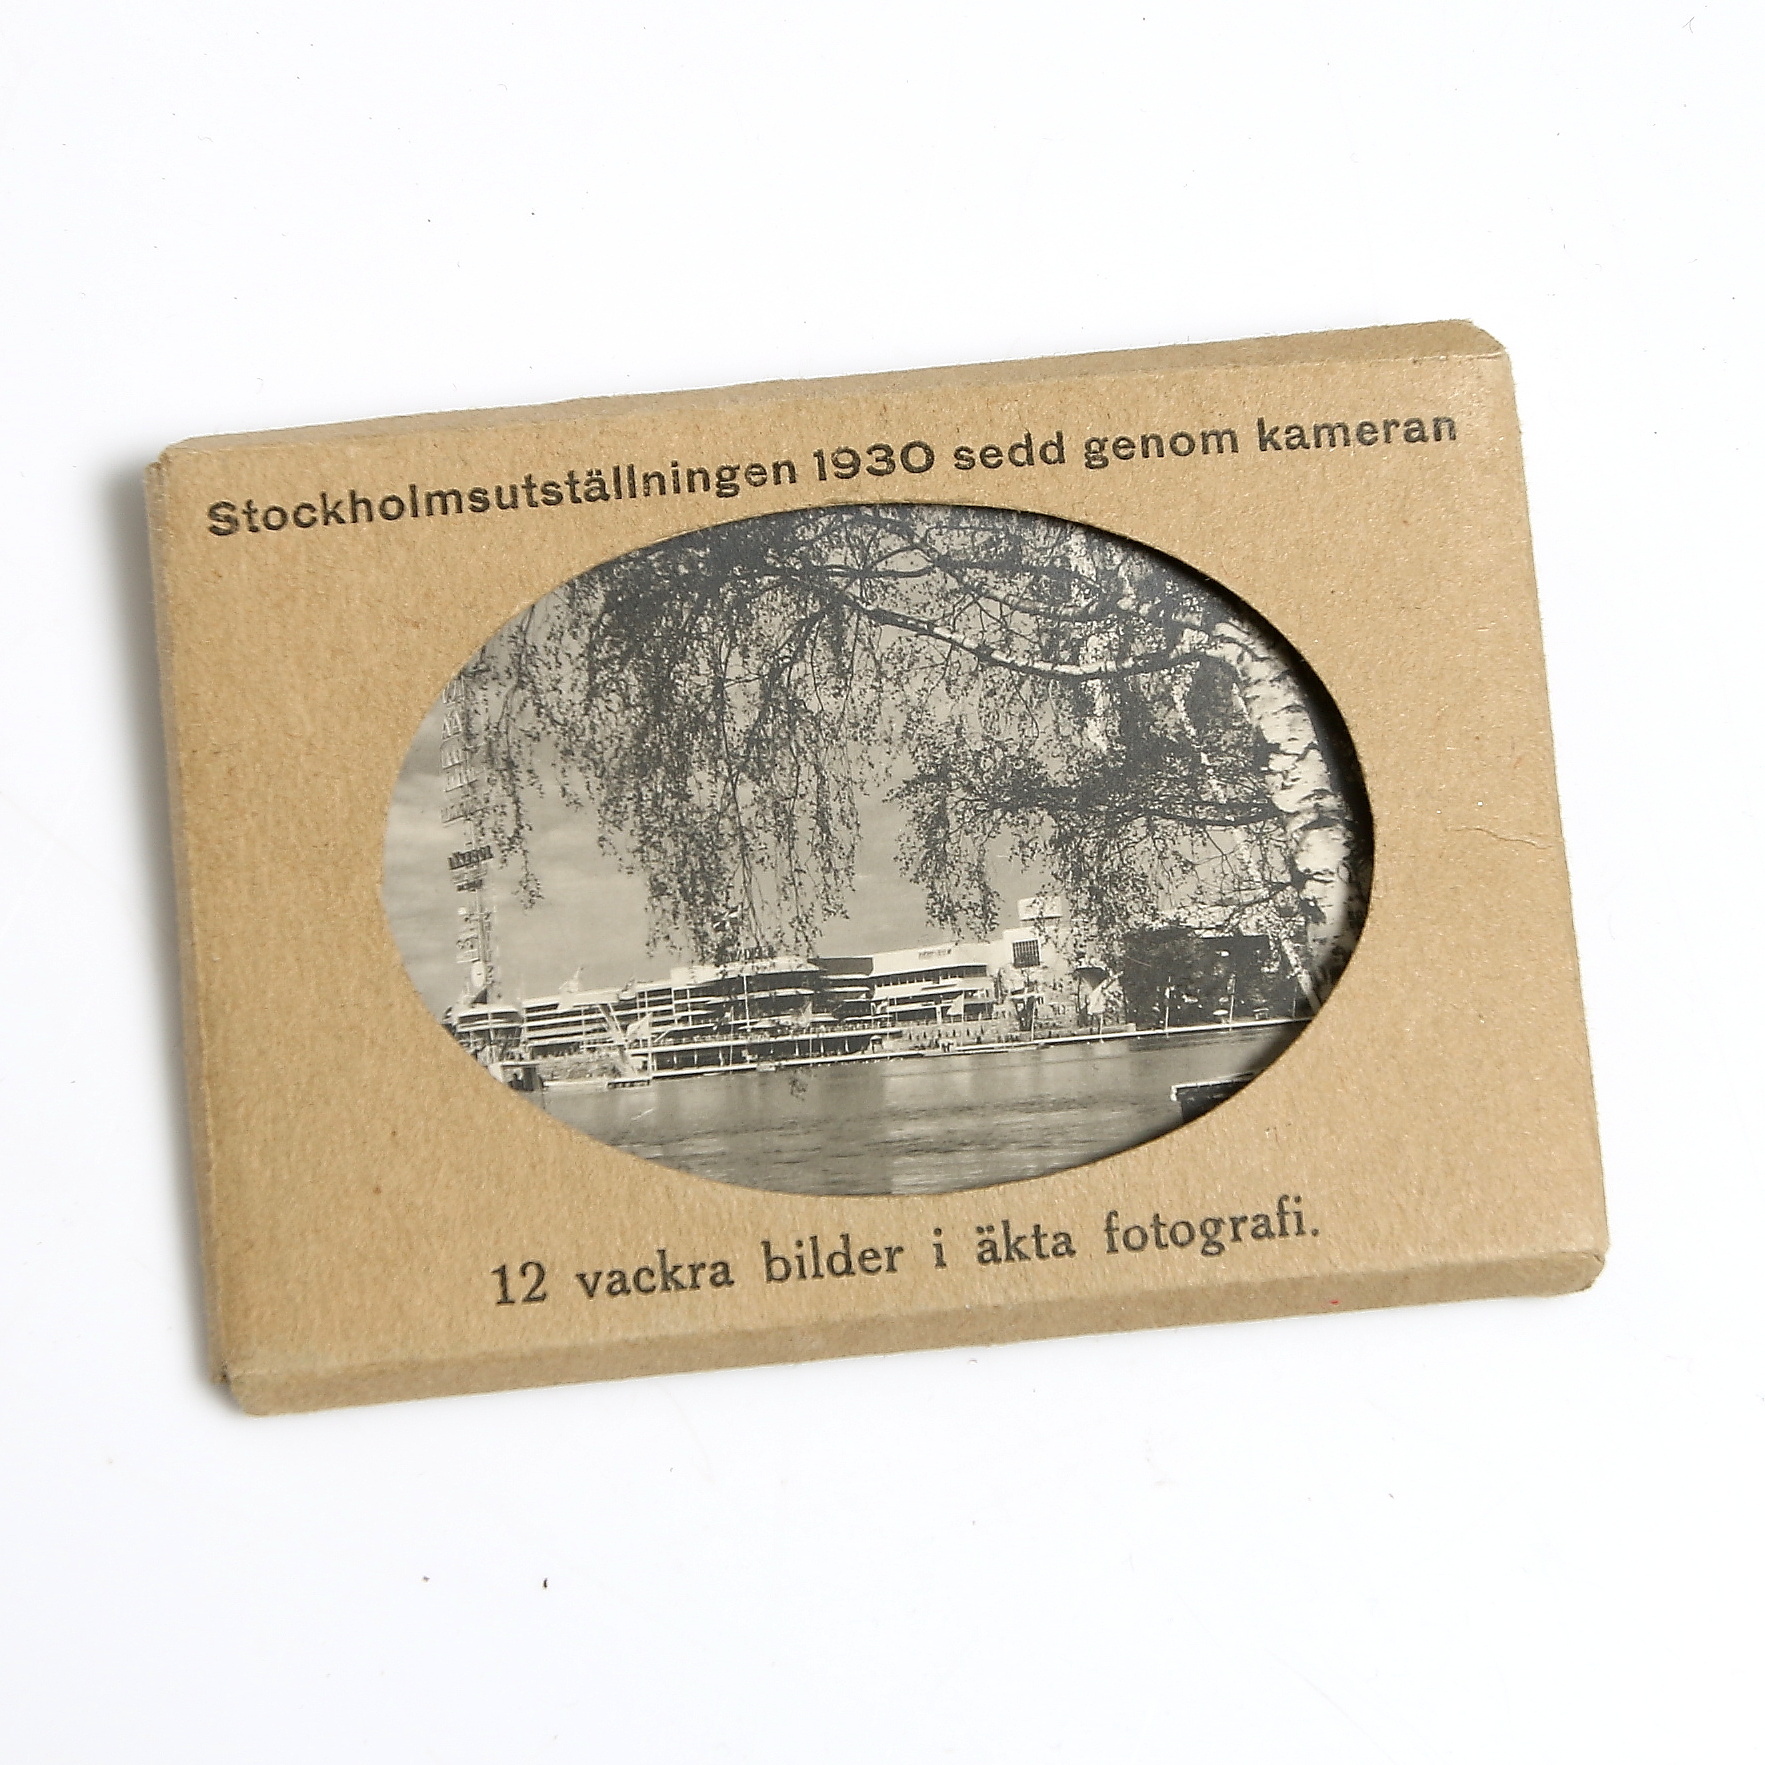 Stockholmsutställningen 1930 sedd genom kameran
12 vackra bilder i äkta fotografi.